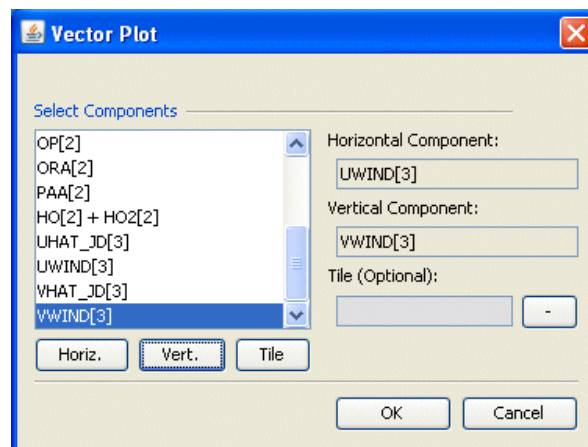 Vector Plot
Select Components
OP[2]
ORA[2]
PAA[2]
HO[2] + HO2[2]
UHAT_JD[3]
UWIND[3]
VHAT_JD[3]
VWIND[3]
Horiz.
Vert.
Tile
Horizontal Component:
UWIND[3]
Vertical Component:
VWIND[3]
Tile (Optional):
-
OK
Cancel